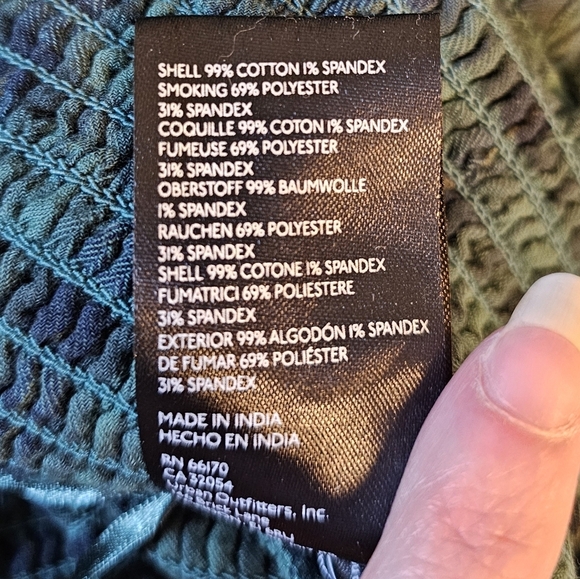 SHELL 99% COTTON 1% SPANDEX
SMOKING 69% POLYESTER
31% SPANDEX
COQUILLE 99% COTON 1% SPANDEX
FUMEUSE 69% POLYESTER
31% SPANDEX
OBERSTOFF 99% BAUMWOLLE
1% SPANDEX
RAUCHEN 69% POLYESTER
31% SPANDEX
SHELL 99% COTONE 1% SPANDEX
FUMATRICI 69% POLIESTERE
31% SPANDEX
EXTERIOR 99% ALGODÓN 1% SPANDEX
DE FUMAR 69% POLIÉSTER
31% SPANDEX
MADE IN INDIA
HECHO EN INDIA
RN 66170
CA 32054
Urban Outfitters, Inc.
Lane